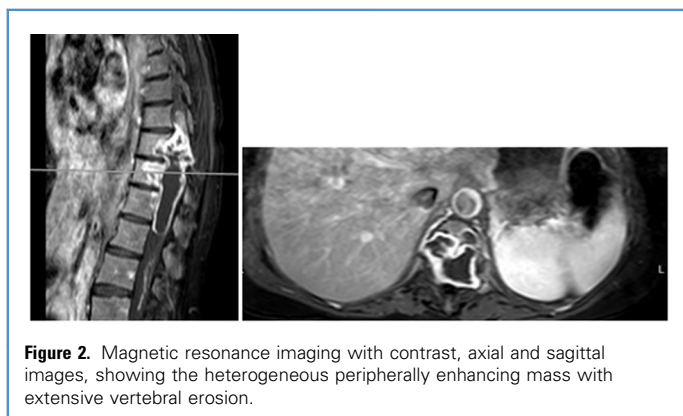 L
Figure 2. Magnetic resonance imaging with contrast, axial and sagittal
images, showing the heterogeneous peripherally enhancing mass with
extensive vertebral erosion.